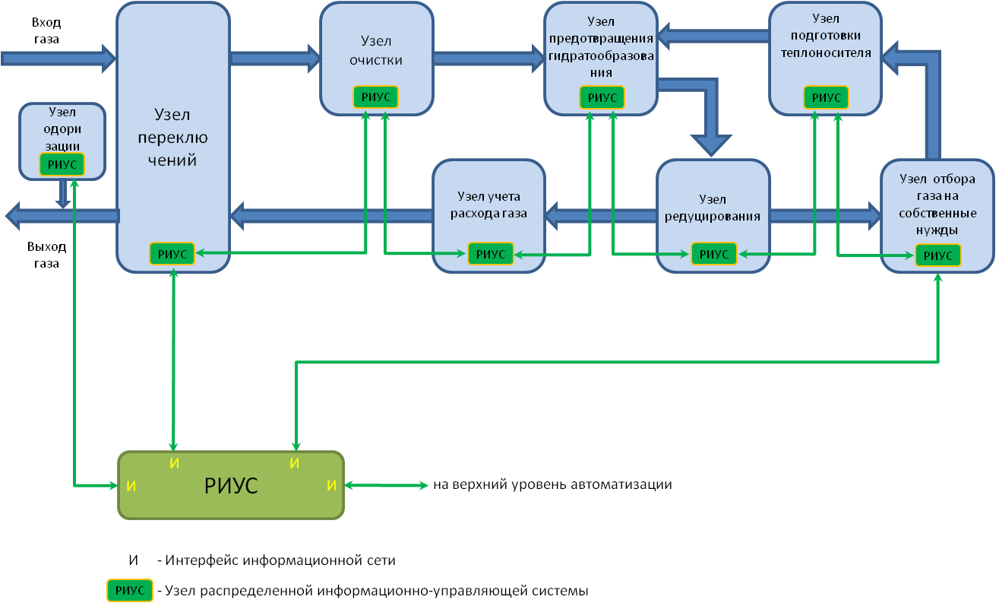 Вход
газа
Узел
одори
зации
РИУС
Выход
газа
Узел
переклю
чений
РИУС
Узел
очистки
РИУС
Узел
предотвращения
гидратообразова
ния
РИУС
Узел
подготовки
теплоносителя
РИУС
Узел учета
расхода газа
РИУС
Узел
редуцирования
РИУС
Узел отбора
газа на
собственные
нужды
РИУС
И
И
И
РИУС
И
на верхний уровень автоматизации
И - Интерфейс информационной сети
РИУС - Узел распределенной информационно-управляющей системы